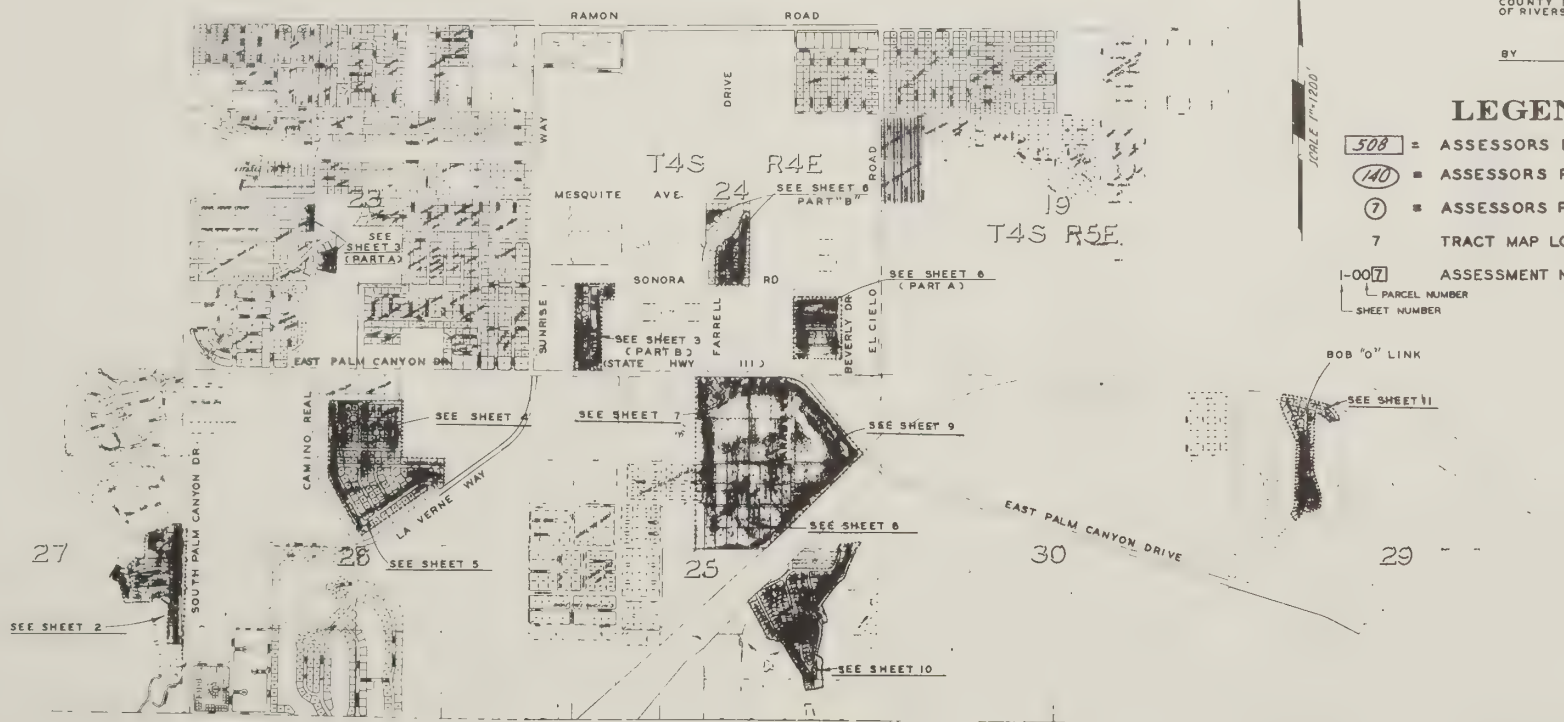 RAMON ROAD
COUNTY
OF RIVERS
BY
SCALE 1"=1200'
LEGEN
508 = ASSESSORS
140 = ASSESSORS
7 = ASSESSORS
7 TRACT MAP LO
1-007 ASSESSMENT
PARCEL NUMBER
SHEET NUMBER
DRIVE
WAY
ROAD
T4S R4E
MESQUITE AVE.
24
SEE SHEET 6
PART "B"
23
SEE
SHEET 3
(PART A)
19
T4S R5E.
SONORA RD
SEE SHEET 6
(PART A)
SUNRISE
FARRELL
BEVERLY DR.
EL CIELO
SEE SHEET 3
(PART B)
EAST PALM CANYON DR.
(STATE HWY 111)
BOB "O" LINK
SEE SHEET 11
CAMINO REAL
SEE SHEET 4
SEE SHEET 7
SEE SHEET 9
SOUTH PALM CANYON DR.
LA VERNE WAY
SEE SHEET 8
EAST PALM CANYON DRIVE
27
26
SEE SHEET 5
25
30
29
SEE SHEET 2
SEE SHEET 10